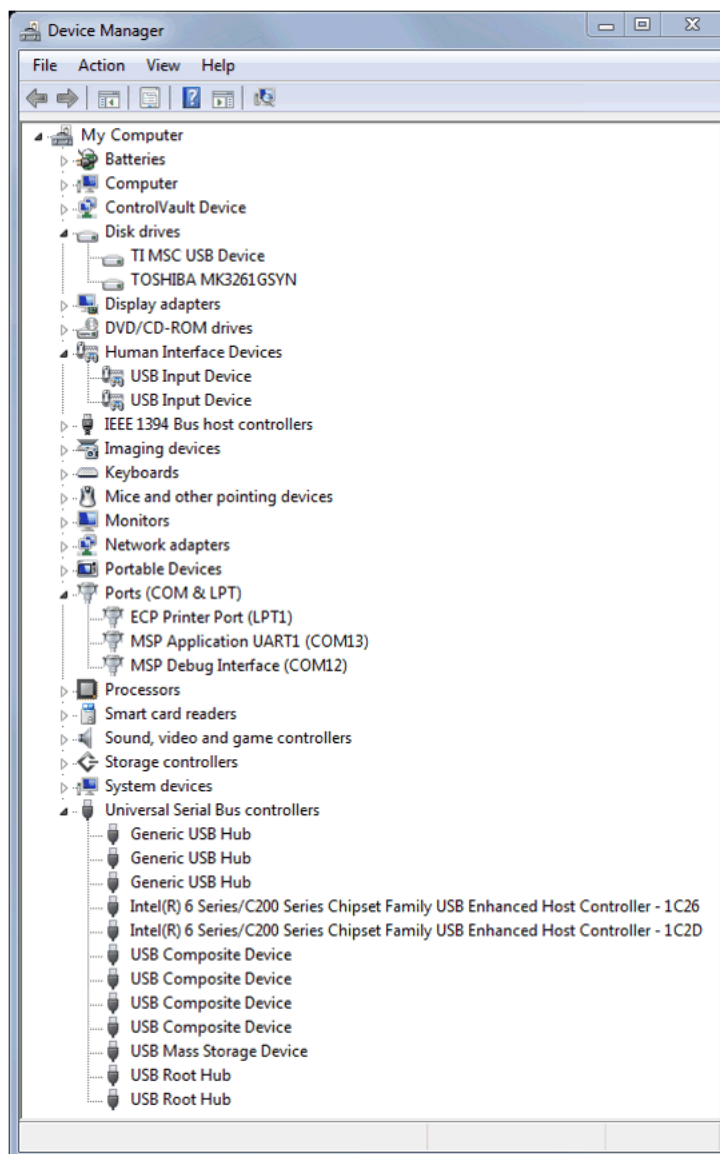 Device Manager
File Action View Help
My Computer
Batteries
Computer
ControlVault Device
Disk drives
TI MSC USB Device
TOSHIBA MK3261GSYN
Display adapters
DVD/CD-ROM drives
Human Interface Devices
USB Input Device
USB Input Device
IEEE 1394 Bus host controllers
Imaging devices
Keyboards
Mice and other pointing devices
Monitors
Network adapters
Portable Devices
Ports (COM & LPT)
ECP Printer Port (LPT1)
MSP Application UART1 (COM13)
MSP Debug Interface (COM12)
Processors
Smart card readers
Sound, video and game controllers
Storage controllers
System devices
Universal Serial Bus controllers
Generic USB Hub
Generic USB Hub
Generic USB Hub
Intel(R) 6 Series/C200 Series Chipset Family USB Enhanced Host Controller - 1C26
Intel(R) 6 Series/C200 Series Chipset Family USB Enhanced Host Controller - 1C2D
USB Composite Device
USB Composite Device
USB Composite Device
USB Composite Device
USB Mass Storage Device
USB Root Hub
USB Root Hub